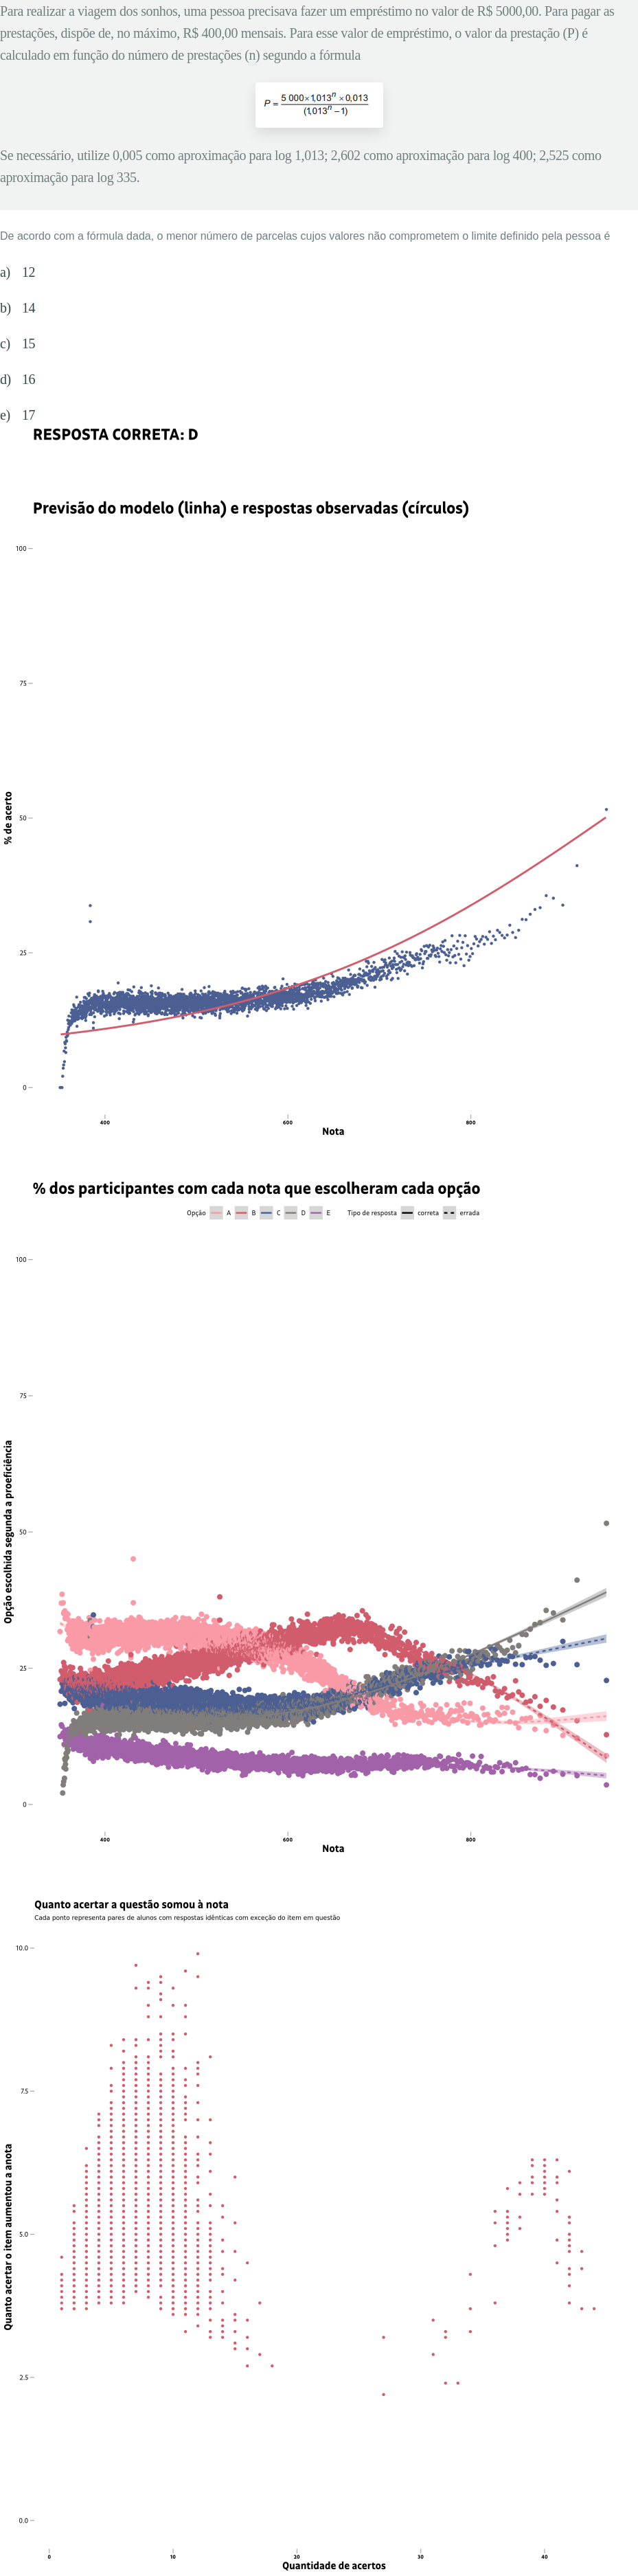 Para realizar a viagem dos sonhos, uma pessoa precisava fazer um empréstimo no valor de R$ 5000,00. Para pagar as
prestações, dispõe de, no máximo, R$ 400,00 mensais. Para esse valor de empréstimo, o valor da prestação (P) é
calculado em função do número de prestações (n) segundo a fórmula
P = 5 000×1,013ⁿ ×0,013
(1,013ⁿ −1)
Se necessário, utilize 0,005 como aproximação para log 1,013; 2,602 como aproximação para log 400; 2,525 como
aproximação para log 335.
De acordo com a fórmula dada, o menor número de parcelas cujos valores não comprometem o limite definido pela pessoa é
a) 12
b) 14
c) 15
d) 16
e) 17
RESPOSTA CORRETA: D
Previsão do modelo (linha) e respostas observadas (círculos)
100
75
% de acerto
50
25
0
400 600 800
Nota
% dos participantes com cada nota que escolheram cada opção
Opção A B C D E Tipo de resposta correta errada
100
75
Opção escolhida segunda a proeficiência
50
25
0
400 600 800
Nota
Quanto acertar a questão somou à nota
Cada ponto representa pares de alunos com respostas idênticas com exceção do item em questão
10.0
7.5
Quanto acertar o item aumentou a anota
5.0
2.5
0.0
0 10 20 30 40
Quantidade de acertos